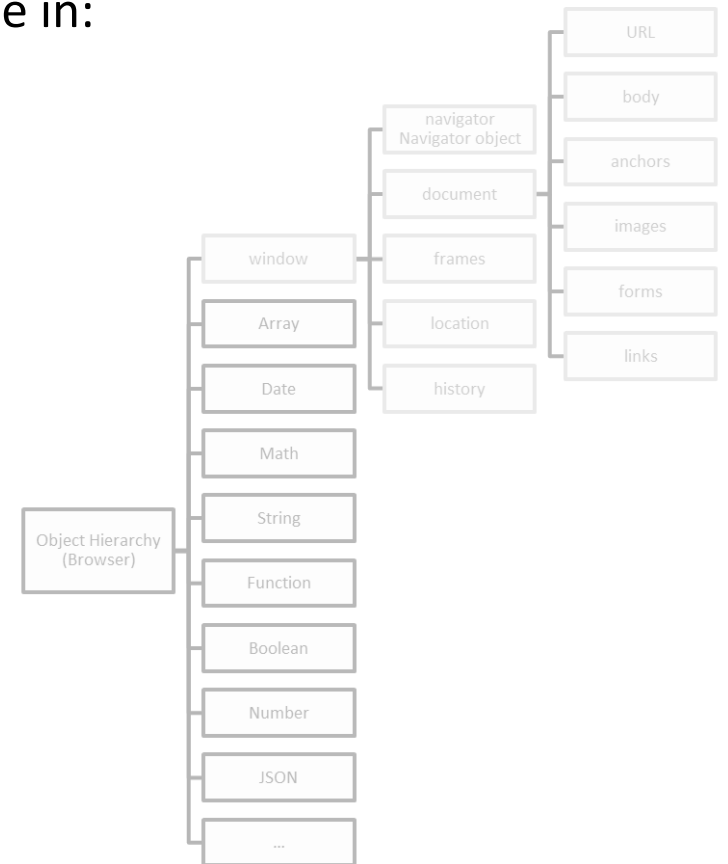 e in:
URL
body
anchors
images
forms
links
navigator
Navigator object
document
frames
location
history
window
Array
Date
Math
String
Function
Boolean
Number
JSON
...
Object Hierarchy
(Browser)